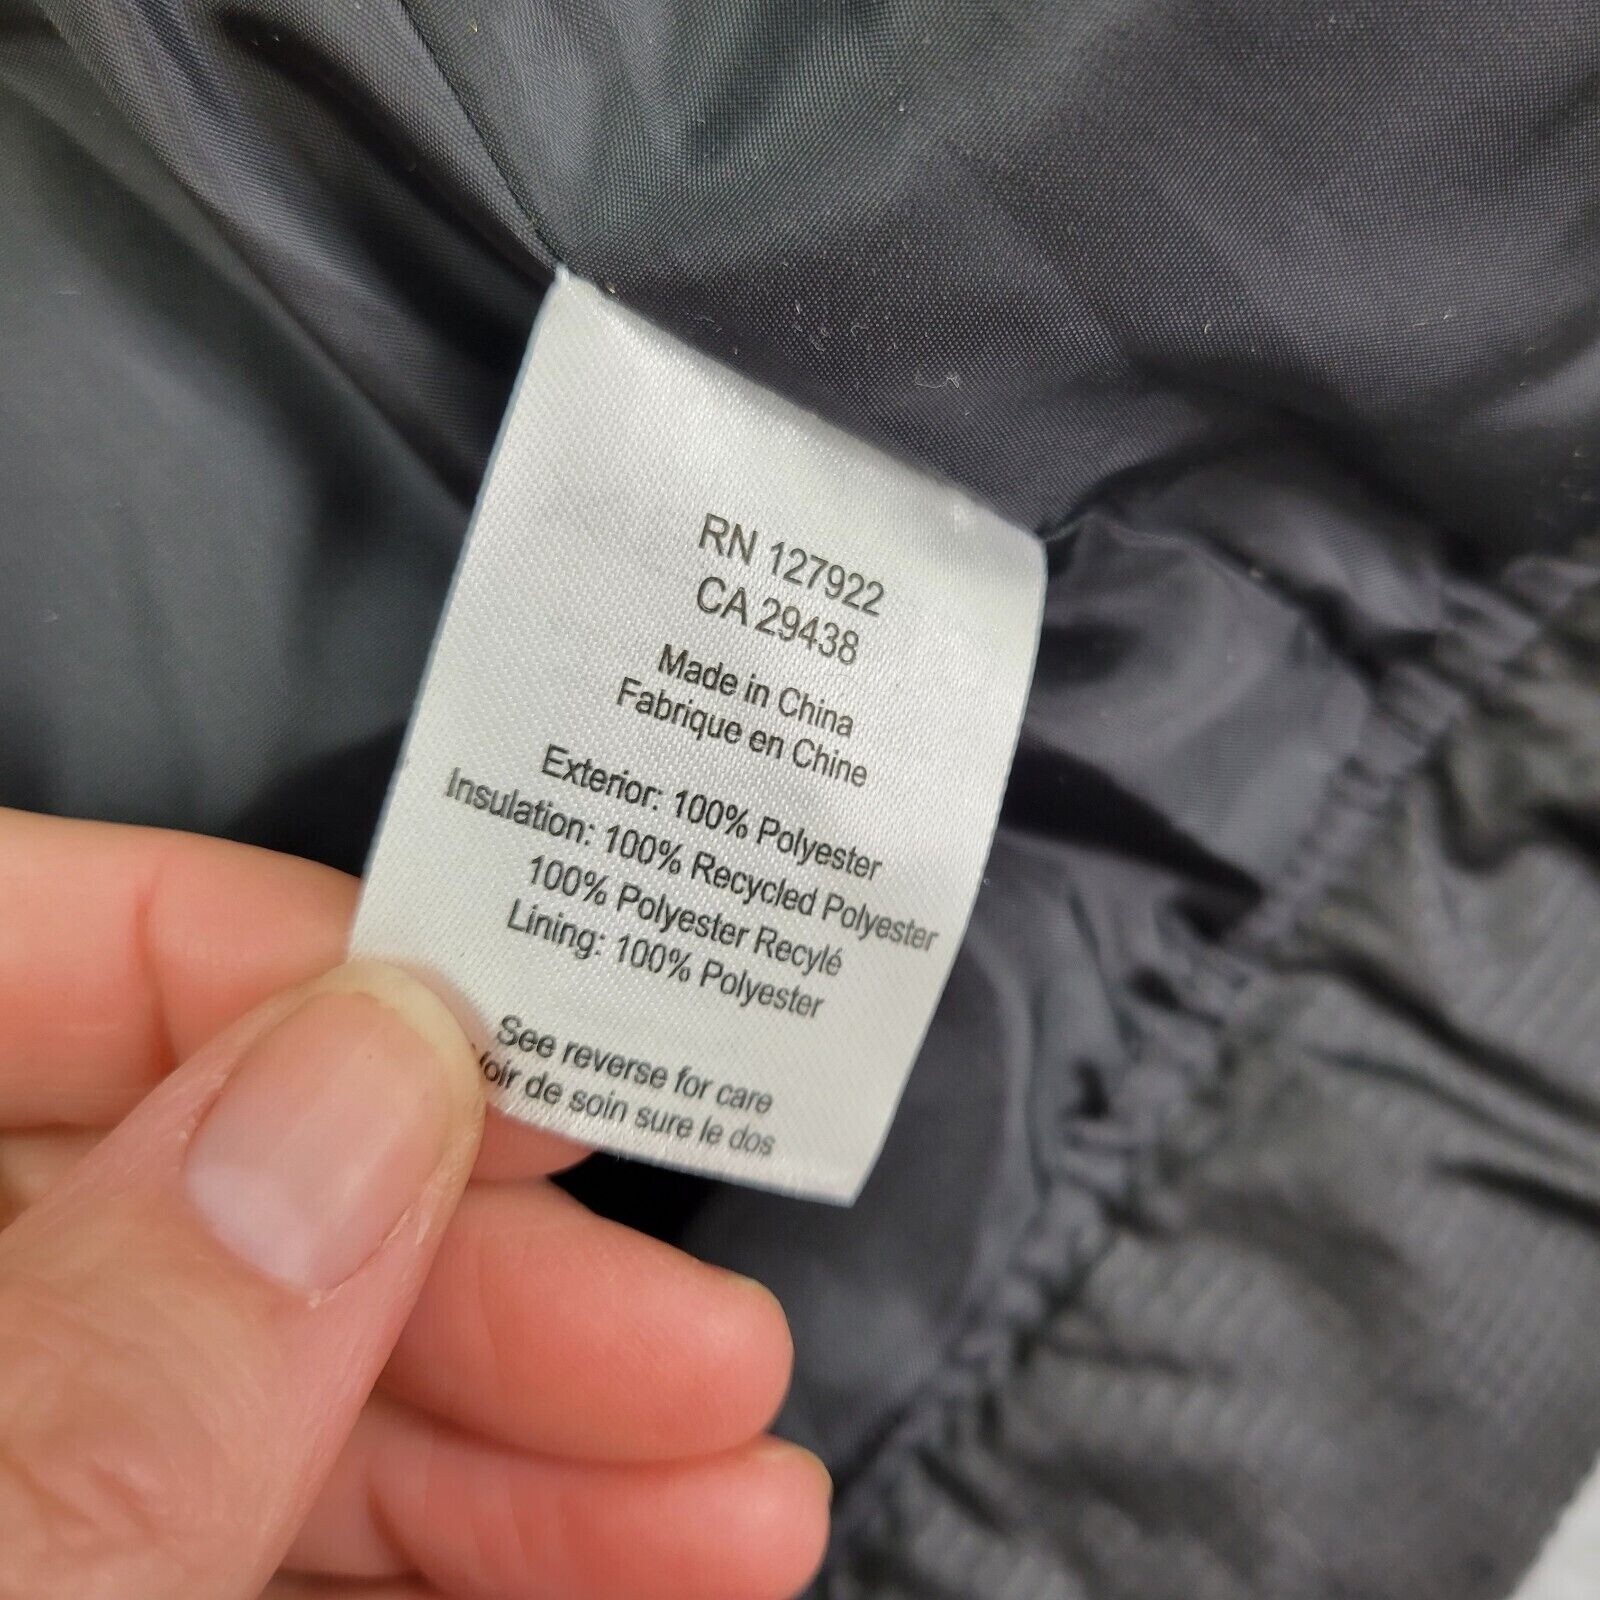 RN 127922
CA 29438
Made in China
Fabrique en Chine
Exterior: 100% Polyester
Insulation: 100% Recycled Polyester
100% Polyester Recylé
Lining: 100% Polyester
See reverse for care
Voir de soin sure le dos